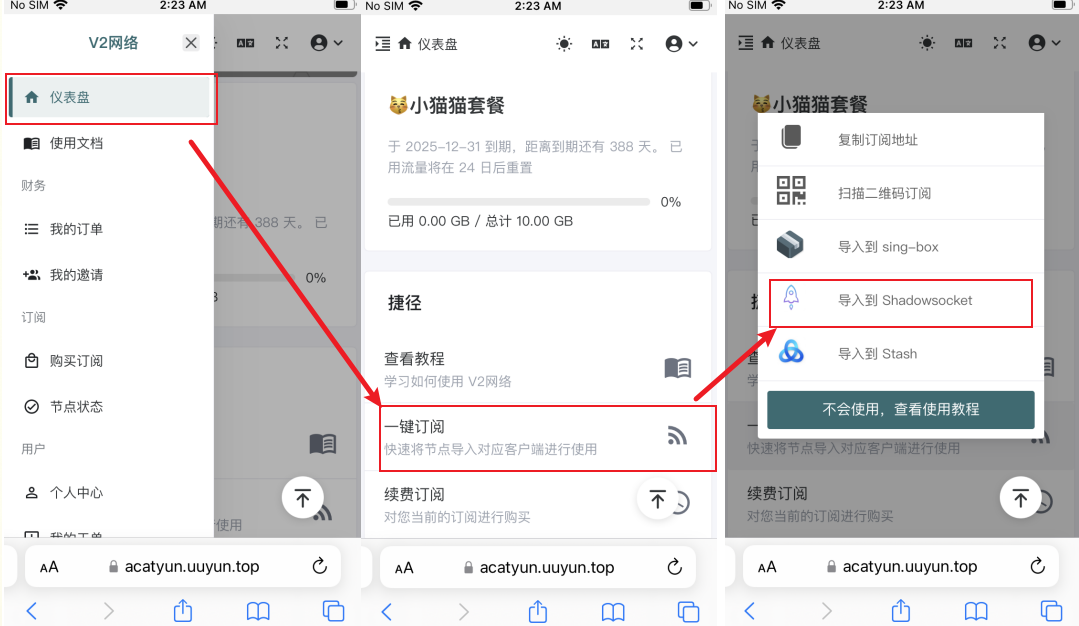 No SIM 2:23 AM
V2网络
仪表盘
使用文档
财务
我的订单
期还有 388 天。 已
我的邀请
0%
订阅
购买订阅
节点状态
用户
个人中心
使用
我的工单
AA acatyun.uuyun.top
No SIM 2:23 AM
仪表盘
😽小猫猫套餐
于 2025-12-31 到期，距离到期还有 388 天。 已
用流量将在 24 日后重置
0%
已用 0.00 GB / 总计 10.00 GB
捷径
查看教程
学习如何使用 V2网络
一键订阅
快速将节点导入对应客户端进行使用
续费订阅
对您当前的订阅进行购买
AA acatyun.uuyun.top
No SIM 2:23 AM
仪表盘
😽小猫猫套餐
复制订阅地址
扫描二维码订阅
导入到 sing-box
导入到 Shadowsocket
导入到 Stash
不会使用，查看使用教程
快速将节点导入对应客户端进行使用
续费订阅
对您当前的订阅进行购买
AA acatyun.uuyun.top